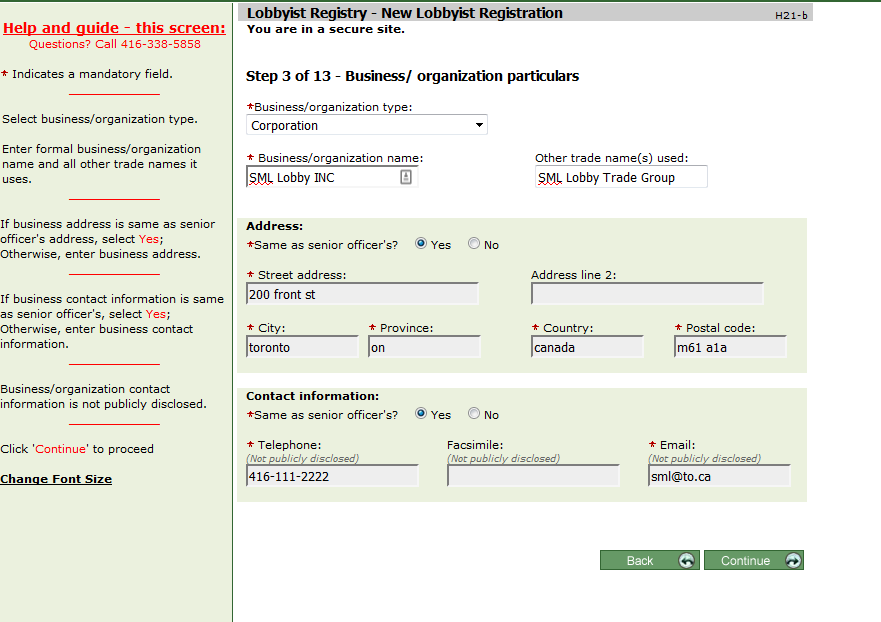 Help and guide - this screen:
Questions? Call 416-338-5858
* Indicates a mandatory field.
Select business/organization type.
Enter formal business/organization
name and all other trade names it
uses.
If business address is same as senior
officer's address, select Yes;
Otherwise, enter business address.
If business contact information is same
as senior officer's, select Yes;
Otherwise, enter business contact
information.
Business/organization contact
information is not publicly disclosed.
Click 'Continue' to proceed
Change Font Size
Lobbyist Registry - New Lobbyist Registration H21-b
You are in a secure site.
Step 3 of 13 - Business/ organization particulars
*Business/organization type:
Corporation
* Business/organization name: Other trade name(s) used:
SML Lobby INC SML Lobby Trade Group
Address:
*Same as senior officer's? Yes No
* Street address: Address line 2:
200 front st
* City: * Province: * Country: * Postal code:
toronto on canada m61 a1a
Contact information:
*Same as senior officer's? Yes No
* Telephone: Facsimile: * Email:
(Not publicly disclosed) (Not publicly disclosed) (Not publicly disclosed)
416-111-2222 sml@to.ca
Back Continue